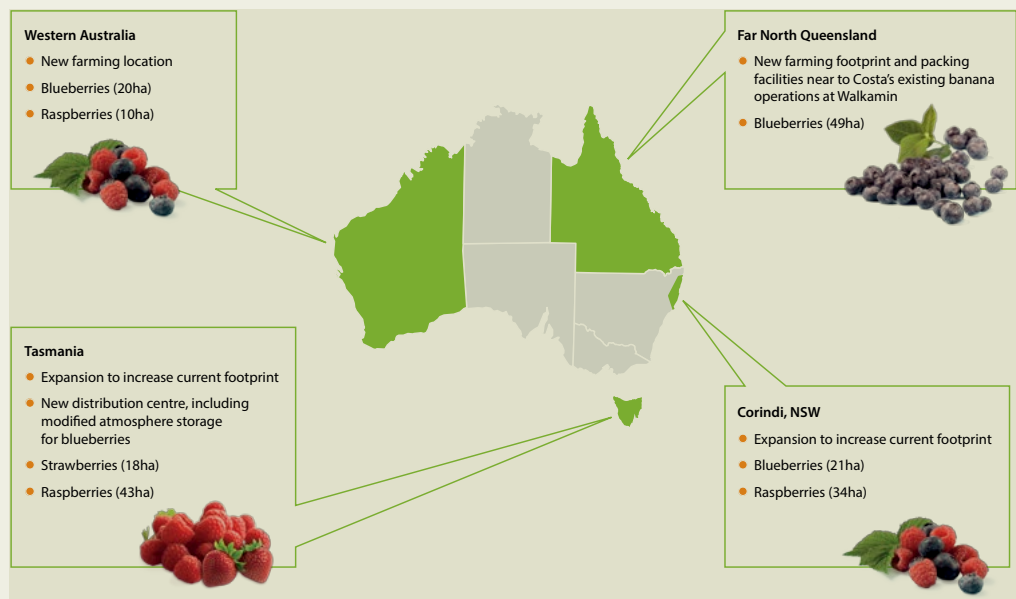 Western Australia
New farming location
Blueberries (20ha)
Raspberries (10ha)
Far North Queensland
New farming footprint and packing
facilities near to Costa's existing banana
operations at Walkamin
Blueberries (49ha)
Tasmania
Expansion to increase current footprint
New distribution centre, including
modified atmosphere storage
for blueberries
Strawberries (18ha)
Raspberries (43ha)
Corindi, NSW
Expansion to increase current footprint
Blueberries (21ha)
Raspberries (34ha)